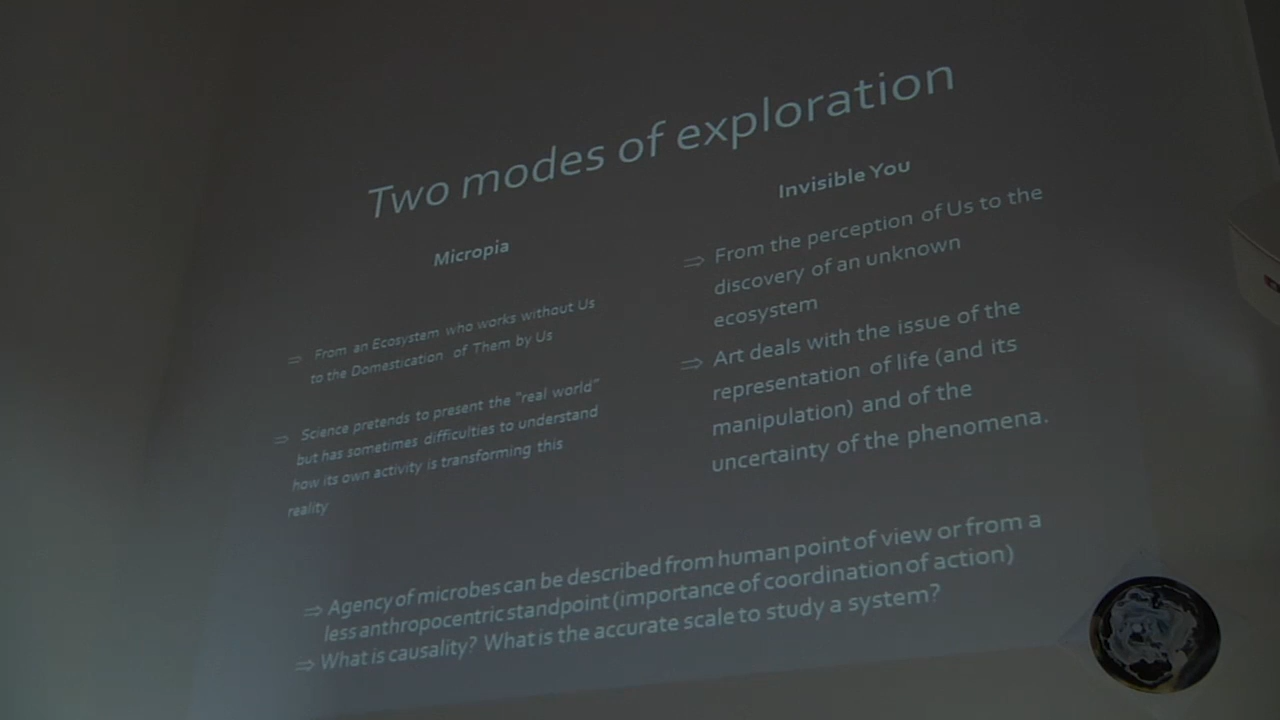 Two modes of exploration
Micropia
⇒ From an Ecosystem who works without Us
to the Domestication of Them by Us
⇒ Science pretends to present the "real world"
but has sometimes difficulties to understand
how its own activity is transforming this
reality
Invisible You
⇒ From the perception of Us to the
discovery of an unknown
ecosystem
⇒ Art deals with the issue of the
representation of life (and its
manipulation) and of the
uncertainty of the phenomena.
⇒ Agency of microbes can be described from human point of view or from a
less anthropocentric standpoint (importance of coordination of action)
⇒ What is causality? What is the accurate scale to study a system?